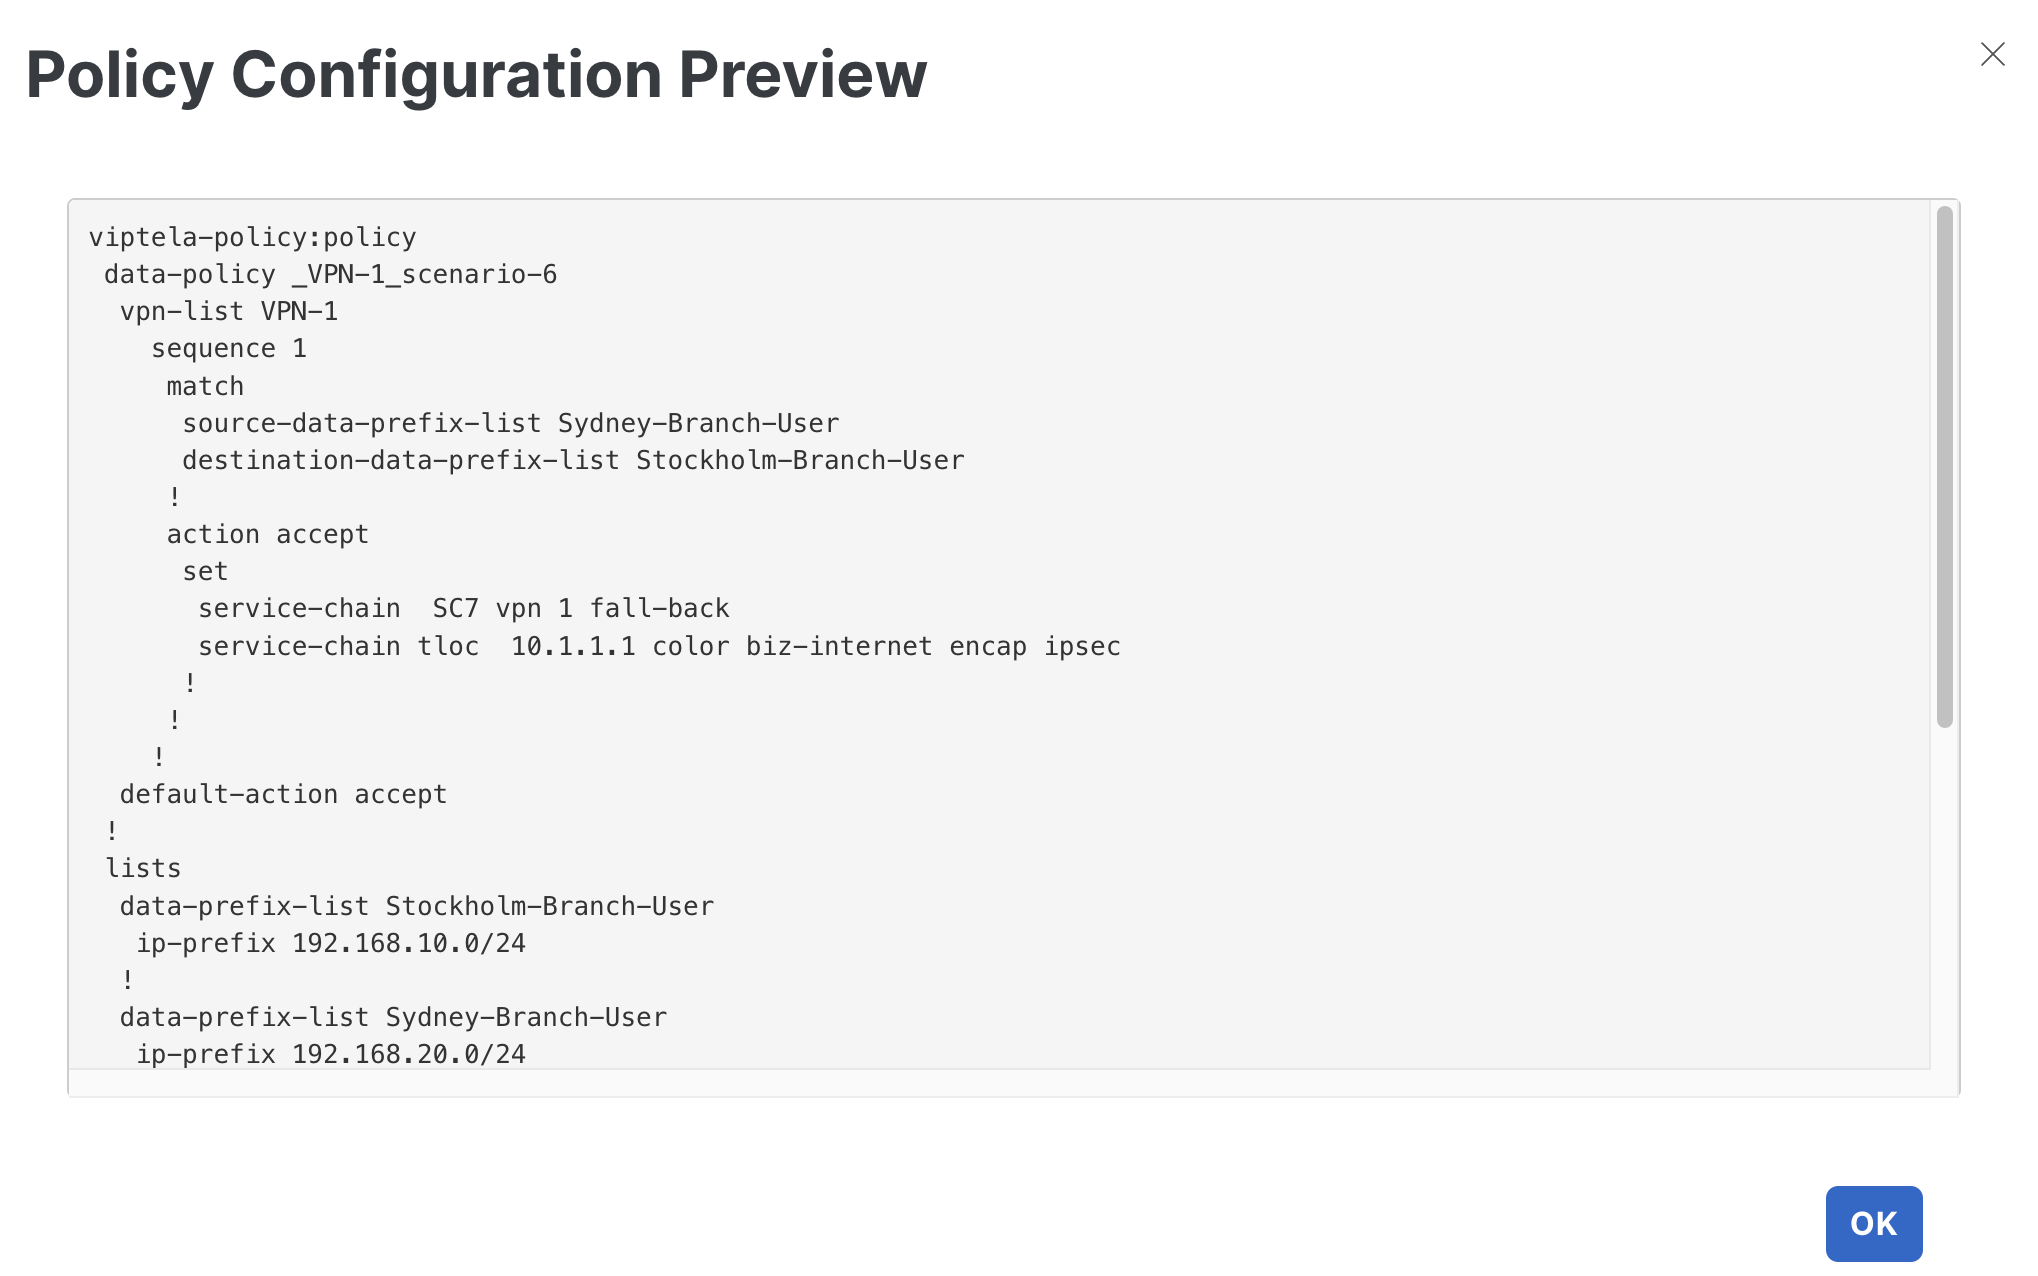 Policy Configuration Preview
viptela-policy:policy
data-policy _VPN-1_scenario-6
vpn-list VPN-1
sequence 1
match
source-data-prefix-list Sydney-Branch-User
destination-data-prefix-list Stockholm-Branch-User
!
action accept
set
service-chain  SC7 vpn 1 fall-back
service-chain tloc  10.1.1.1 color biz-internet encap ipsec
!
!
!
default-action accept
!
lists
data-prefix-list Stockholm-Branch-User
ip-prefix 192.168.10.0/24
!
data-prefix-list Sydney-Branch-User
ip-prefix 192.168.20.0/24
OK